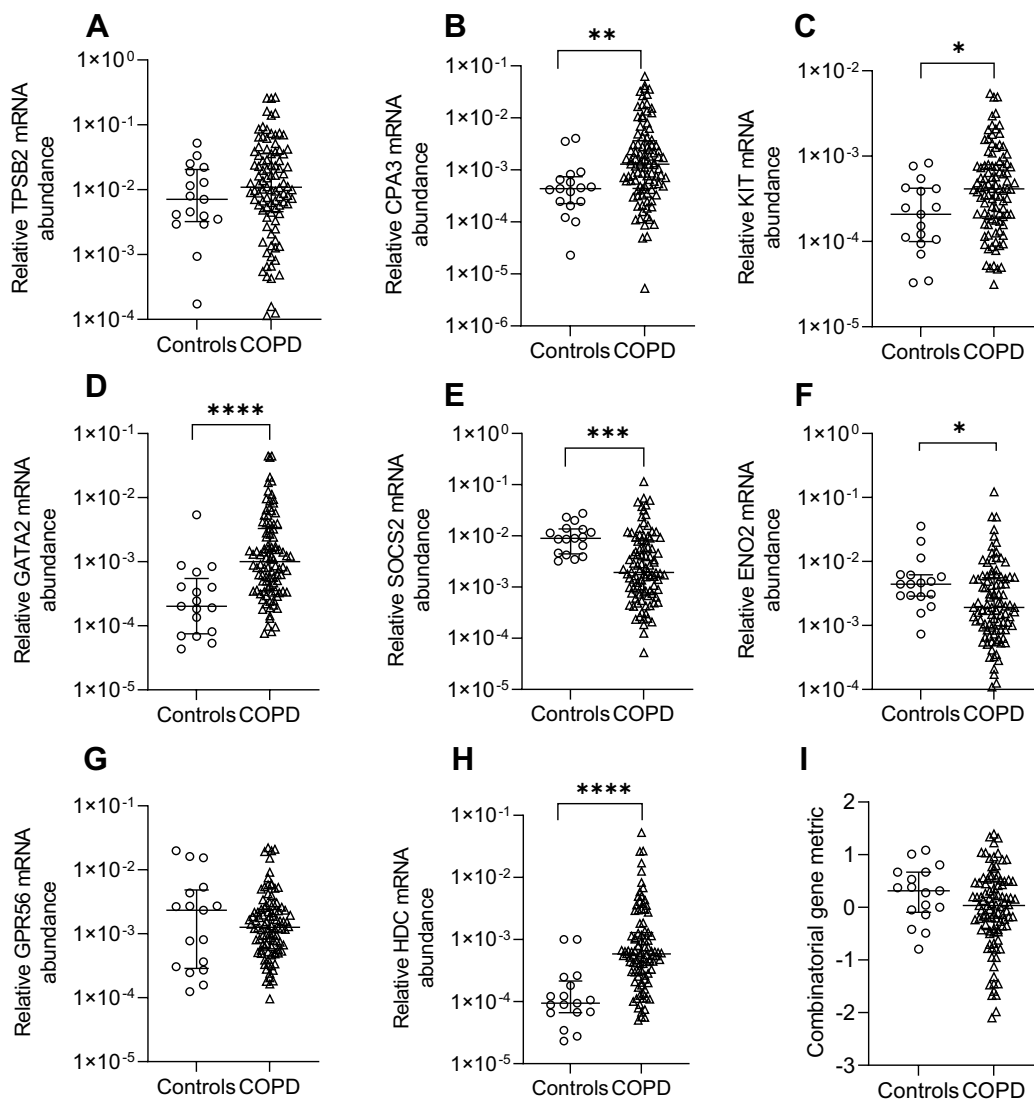 A
Relative TPSB2 mRNA
abundance
1×10⁰
1×10⁻¹
1×10⁻²
1×10⁻³
1×10⁻⁴
Controls COPD
B
**
Relative CPA3 mRNA
abundance
1×10⁻¹
1×10⁻²
1×10⁻³
1×10⁻⁴
1×10⁻⁵
1×10⁻⁶
Controls COPD
C
*
Relative KIT mRNA
abundance
1×10⁻²
1×10⁻³
1×10⁻⁴
1×10⁻⁵
Controls COPD
D
****
Relative GATA2 mRNA
abundance
1×10⁻¹
1×10⁻²
1×10⁻³
1×10⁻⁴
1×10⁻⁵
Controls COPD
E
***
Relative SOCS2 mRNA
abundance
1×10⁰
1×10⁻¹
1×10⁻²
1×10⁻³
1×10⁻⁴
1×10⁻⁵
Controls COPD
F
*
Relative ENO2 mRNA
abundance
1×10⁰
1×10⁻¹
1×10⁻²
1×10⁻³
1×10⁻⁴
Controls COPD
G
Relative GPR56 mRNA
abundance
1×10⁻¹
1×10⁻²
1×10⁻³
1×10⁻⁴
1×10⁻⁵
Controls COPD
H
****
Relative HDC mRNA
abundance
1×10⁻¹
1×10⁻²
1×10⁻³
1×10⁻⁴
1×10⁻⁵
Controls COPD
I
Combinatorial gene metric
2
1
0
-1
-2
-3
Controls COPD